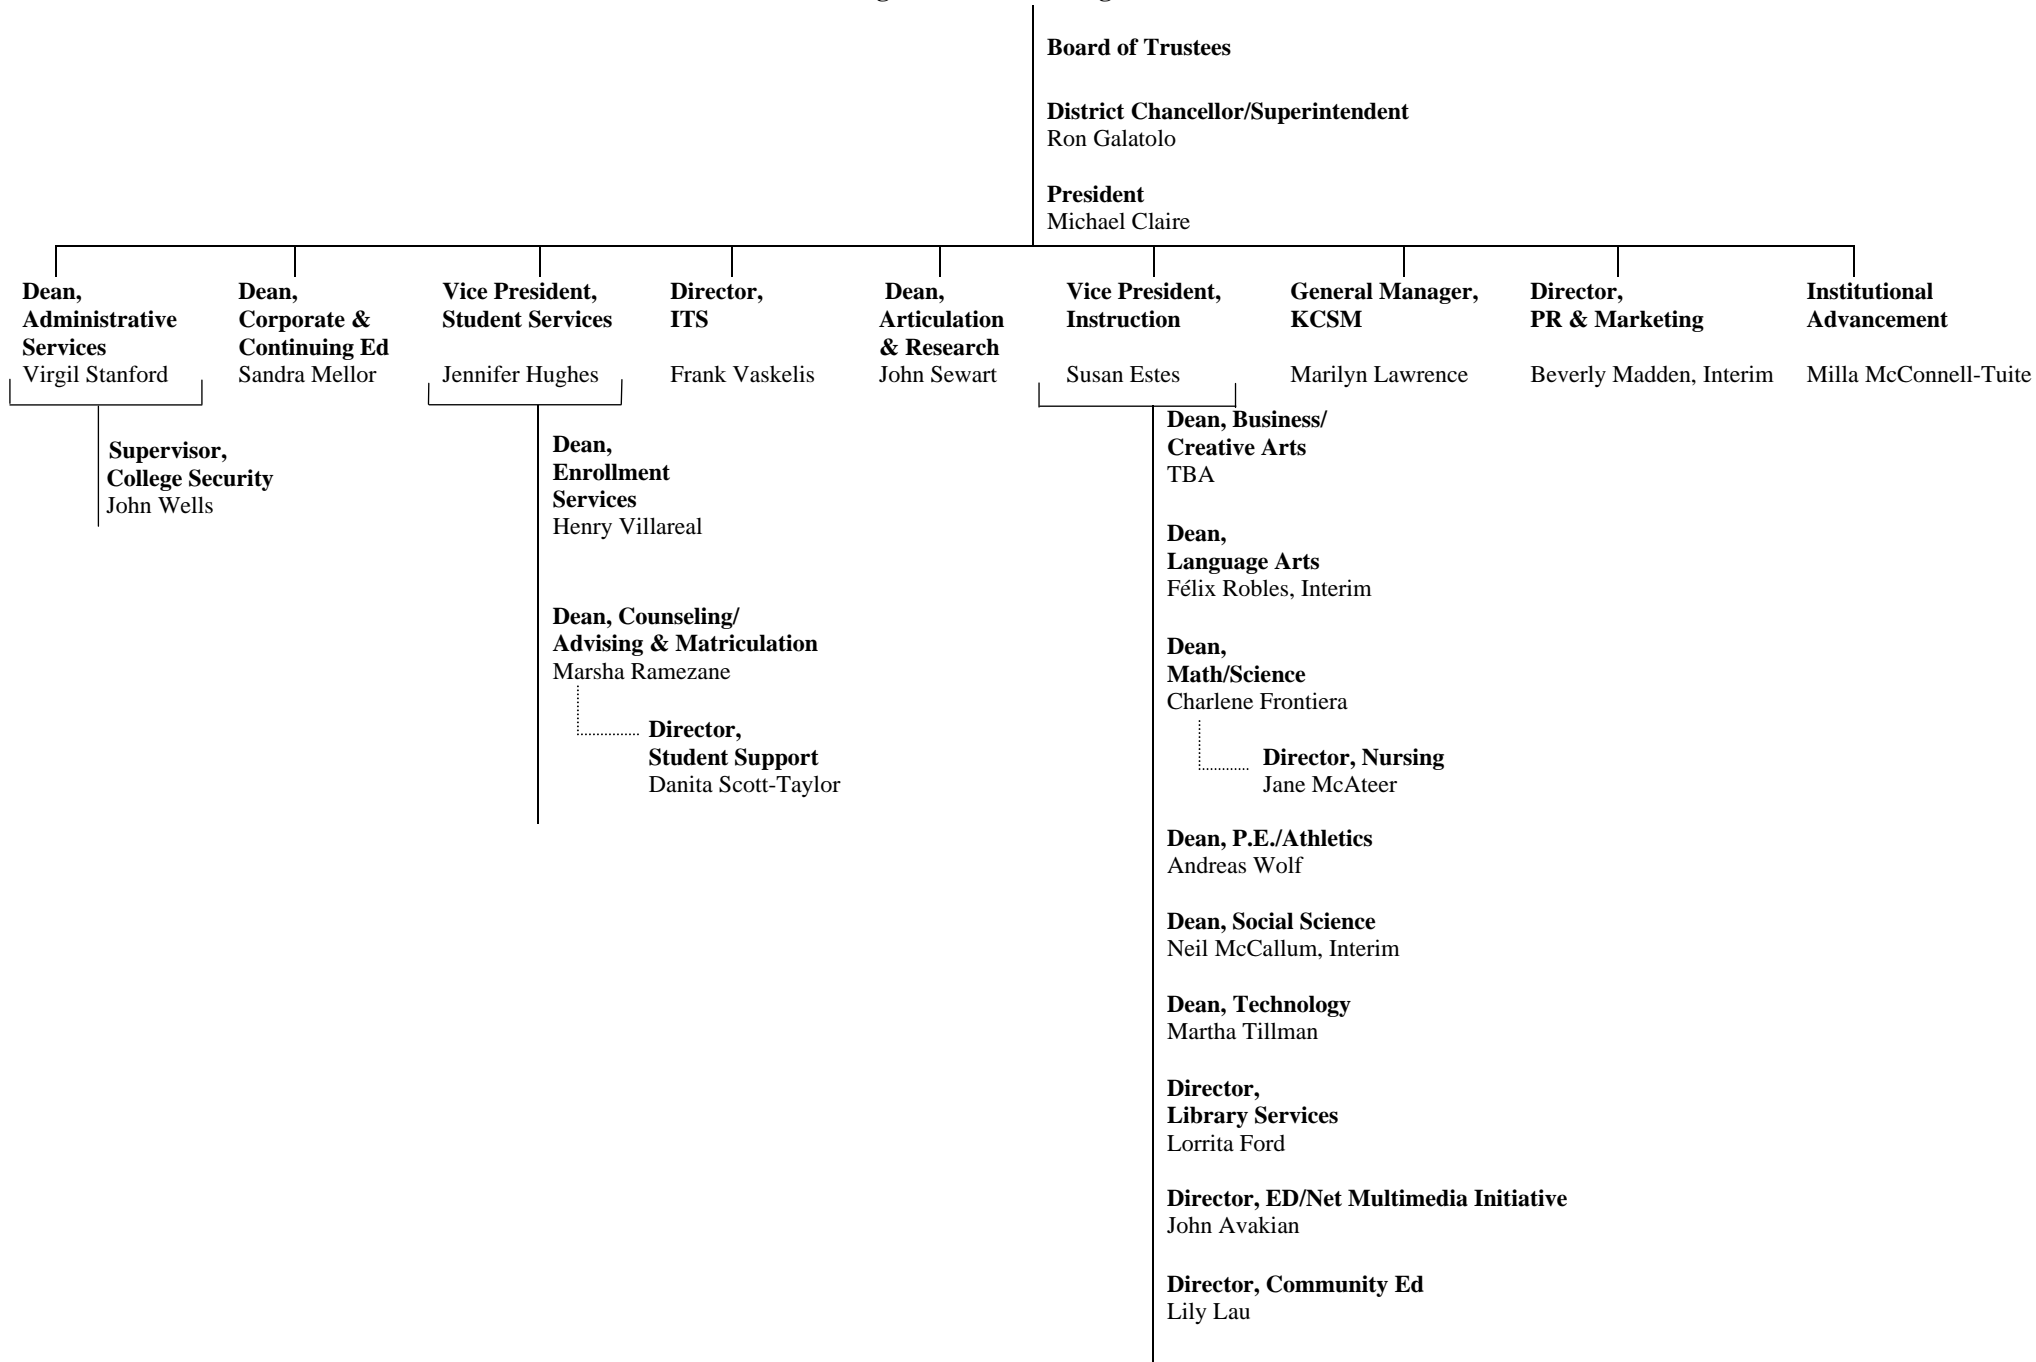 Board of Trustees
District Chancellor/Superintendent
Ron Galatolo
President
Michael Claire
Dean,
Administrative
Services
Virgil Stanford
Dean,
Corporate &
Continuing Ed
Sandra Mellor
Vice President,
Student Services
Jennifer Hughes
Director,
ITS
Frank Vaskelis
Dean,
Articulation
& Research
John Sewart
Vice President,
Instruction
Susan Estes
General Manager,
KCSM
Marilyn Lawrence
Director,
PR & Marketing
Beverly Madden, Interim
Institutional
Advancement
Milla McConnell-Tuite
Supervisor,
College Security
John Wells
Dean,
Enrollment
Services
Henry Villareal
Dean, Counseling/
Advising & Matriculation
Marsha Ramezane
Director,
Student Support
Danita Scott-Taylor
Dean, Business/
Creative Arts
TBA
Dean,
Language Arts
Félix Robles, Interim
Dean,
Math/Science
Charlene Frontiera
Director, Nursing
Jane McAteer
Dean, P.E./Athletics
Andreas Wolf
Dean, Social Science
Neil McCallum, Interim
Dean, Technology
Martha Tillman
Director,
Library Services
Lorrita Ford
Director, ED/Net Multimedia Initiative
John Avakian
Director, Community Ed
Lily Lau